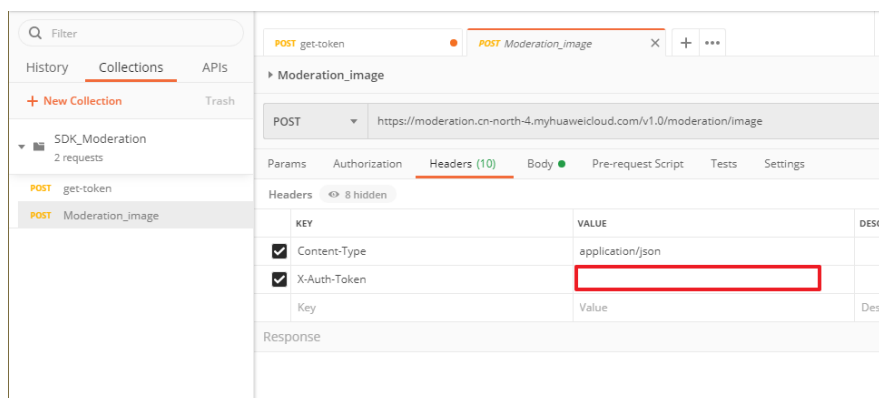 Filter
History Collections APIs
+ New Collection Trash
SDK_Moderation
2 requests
POST get-token
POST Moderation_image
POST get-token POST Moderation_image
Moderation_image
POST https://moderation.cn-north-4.myhuaweicloud.com/v1.0/moderation/image
Params Authorization Headers (10) Body Pre-request Script Tests Settings
Headers 8 hidden
KEY VALUE DESC
Content-Type application/json
X-Auth-Token
Key Value Des
Response